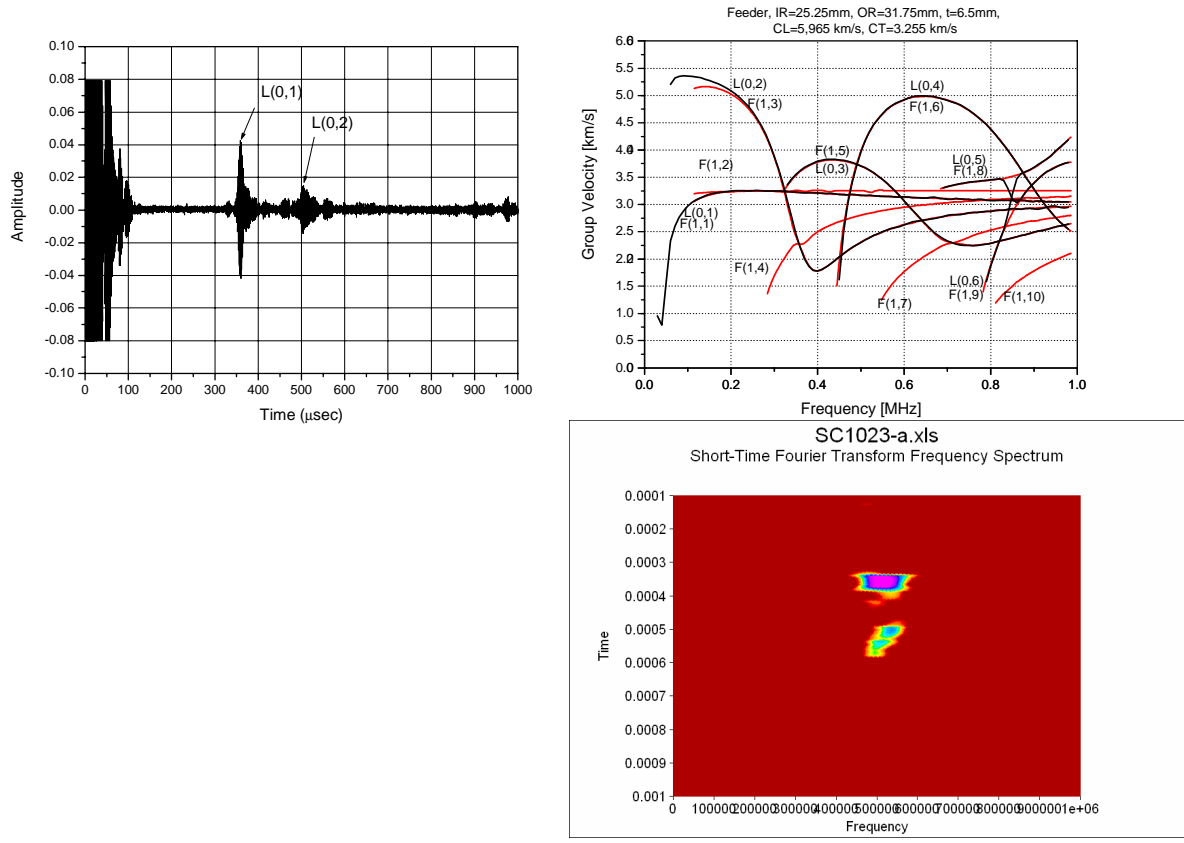 0.10
0.08
0.06
0.04
0.02
0.00
-0.02
-0.04
-0.06
-0.08
-0.10
Amplitude
L(0,1)
L(0,2)
0 100 200 300 400 500 600 700 800 900 1000
Time (μsec)
Feeder, IR=25.25mm, OR=31.75mm, t=6.5mm,
CL=5,965 km/s, CT=3.255 km/s
5.5
5.0
4.5
3.5
3.0
2.5
1.5
1.0
0.5
Group Velocity [km/s]
L(0,2)
F(1,3)
L(0,4)
F(1,6)
F(1,2)
F(1,5)
L(0,3)
L(0,5)
F(1,8)
L(0,1)
F(1,1)
F(1,4)
F(1,7)
L(0,6)
F(1,9)
F(1,10)
0.0 0.2 0.4 0.6 0.8 1.0
Frequency [MHz]
SC1023-a.xls
Short-Time Fourier Transform Frequency Spectrum
0.0001
0.0002
0.0003
0.0004
0.0005
0.0006
0.0007
0.0008
0.0009
0.001
Time
0 100000 200000 300000 400000 500000 600000 700000 800000 900000 1e+06
Frequency